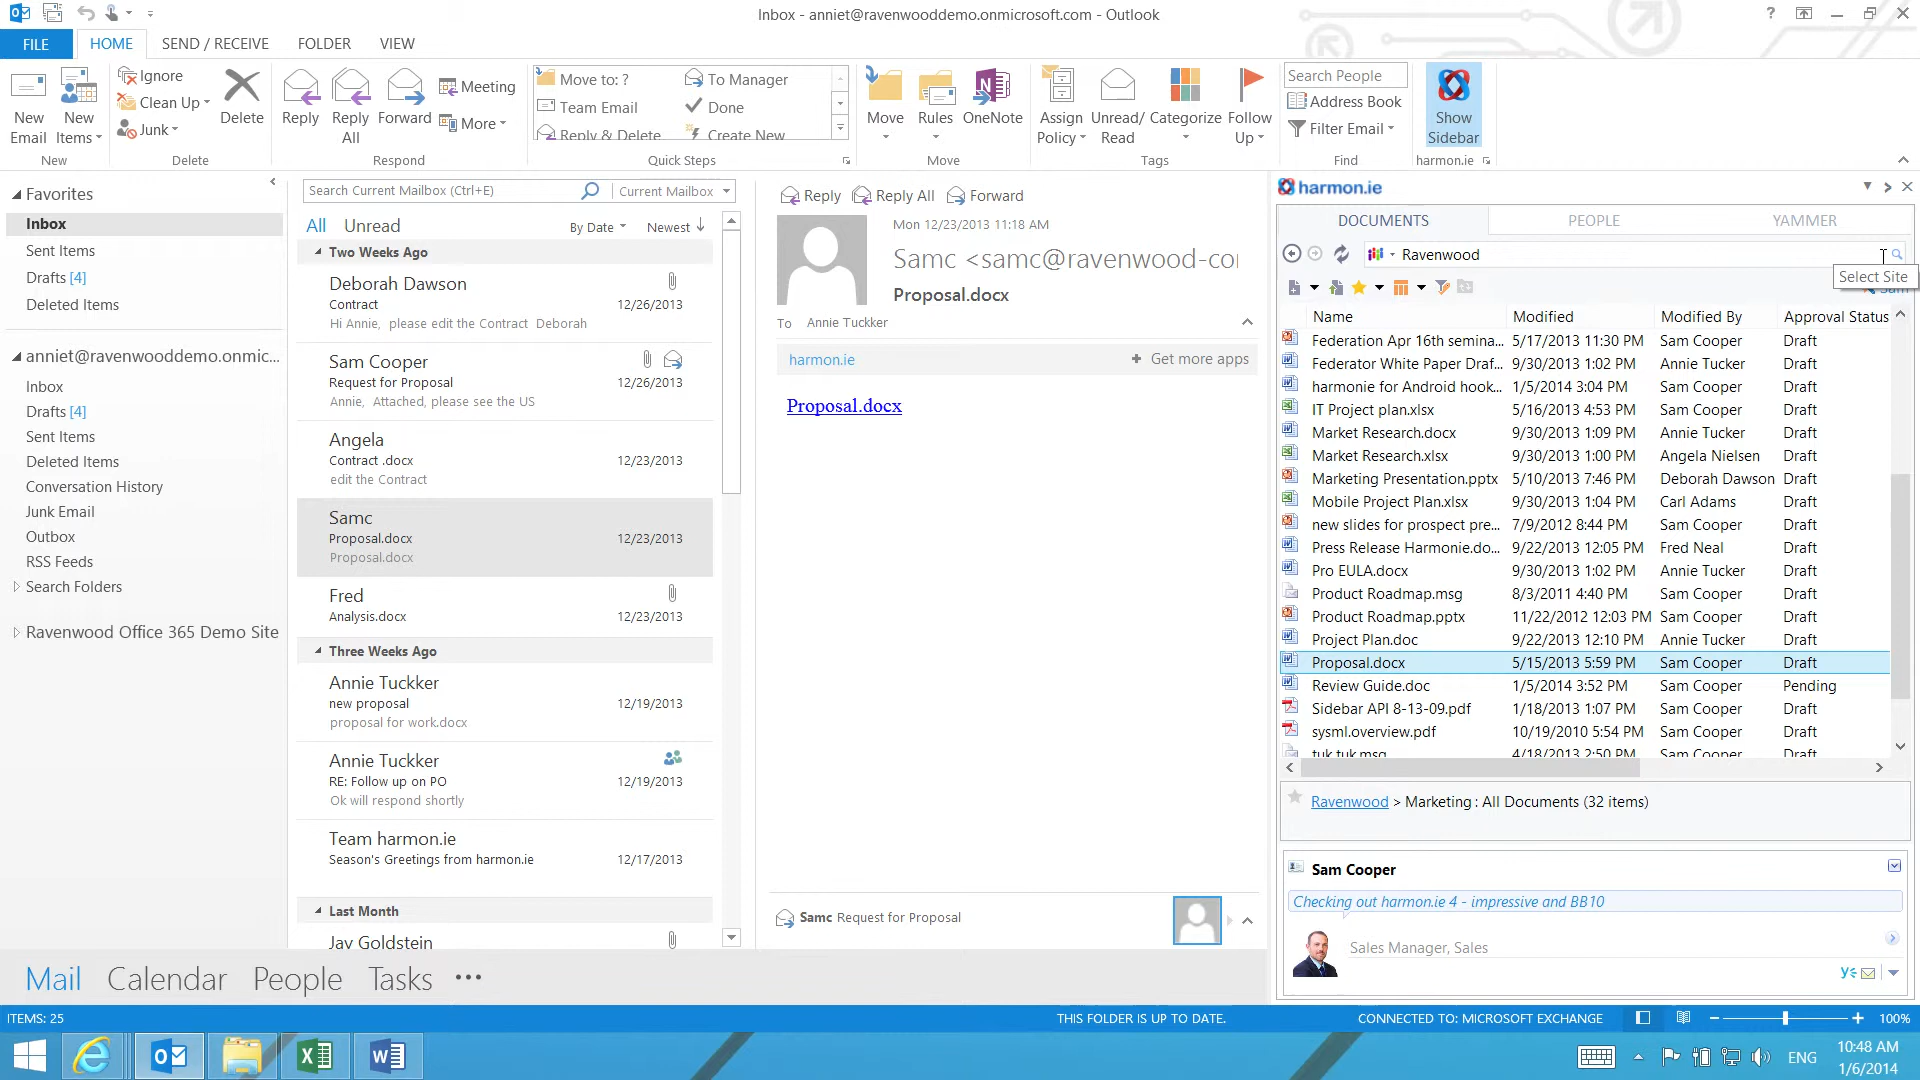 Inbox - anniet@ravenwooddemo.onmicrosoft.com - Outlook
FILE HOME SEND / RECEIVE FOLDER VIEW
New Email
New Items
New
Ignore
Clean Up
Junk
Delete
Delete
Reply
Reply All
Forward
Meeting
More
Respond
Move to: ?
Team Email
Reply & Delete
To Manager
Done
Create New
Quick Steps
Move
Rules
OneNote
Move
Assign Policy
Unread/ Read
Categorize
Follow Up
Tags
Search People
Address Book
Filter Email
Find
Show Sidebar
harmon.ie
Favorites
Inbox
Sent Items
Drafts [4]
Deleted Items
anniet@ravenwooddemo.onmic...
Inbox
Drafts [4]
Sent Items
Deleted Items
Conversation History
Junk Email
Outbox
RSS Feeds
Search Folders
Ravenwood Office 365 Demo Site
Search Current Mailbox (Ctrl+E)
Current Mailbox
All Unread By Date Newest
Two Weeks Ago
Deborah Dawson
Contract 12/26/2013
Hi Annie, please edit the Contract Deborah
Sam Cooper
Request for Proposal 12/26/2013
Annie, Attached, please see the US
Angela
Contract .docx 12/23/2013
edit the Contract
Samc
Proposal.docx 12/23/2013
Proposal.docx
Fred
Analysis.docx 12/23/2013
Three Weeks Ago
Annie Tuckker
new proposal 12/19/2013
proposal for work.docx
Annie Tuckker
RE: Follow up on PO 12/19/2013
Ok will respond shortly
Team harmon.ie
Season's Greetings from harmon.ie 12/17/2013
Last Month
Jay Goldstein
Reply Reply All Forward
Mon 12/23/2013 11:18 AM
Samc <samc@ravenwood-co
Proposal.docx
To Annie Tuckker
harmon.ie
+ Get more apps
Proposal.docx
Samc Request for Proposal
harmon.ie
DOCUMENTS PEOPLE YAMMER
Ravenwood
Select Site
Sam
Name Modified Modified By Approval Status
Federation Apr 16th semina... 5/17/2013 11:30 PM Sam Cooper Draft
Federator White Paper Draf... 9/30/2013 1:02 PM Annie Tucker Draft
harmonie for Android hook... 1/5/2014 3:04 PM Sam Cooper Draft
IT Project plan.xlsx 5/16/2013 4:53 PM Sam Cooper Draft
Market Research.docx 9/30/2013 1:09 PM Annie Tucker Draft
Market Research.xlsx 9/30/2013 1:00 PM Angela Nielsen Draft
Marketing Presentation.pptx 5/10/2013 7:46 PM Deborah Dawson Draft
Mobile Project Plan.xlsx 9/30/2013 1:04 PM Carl Adams Draft
new slides for prospect pre... 7/9/2012 8:44 PM Sam Cooper Draft
Press Release Harmonie.do... 9/22/2013 12:05 PM Fred Neal Draft
Pro EULA.docx 9/30/2013 1:02 PM Annie Tucker Draft
Product Roadmap.msg 8/3/2011 4:40 PM Sam Cooper Draft
Product Roadmap.pptx 11/22/2012 12:03 PM Sam Cooper Draft
Project Plan.doc 9/22/2013 12:10 PM Annie Tucker Draft
Proposal.docx 5/15/2013 5:59 PM Sam Cooper Draft
Review Guide.doc 1/5/2014 3:52 PM Sam Cooper Pending
Sidebar API 8-13-09.pdf 1/18/2013 1:07 PM Sam Cooper Draft
sysml.overview.pdf 10/19/2010 5:54 PM Sam Cooper Draft
tuk tuk.msg 4/18/2013 2:50 PM Sam Cooper Draft
Ravenwood > Marketing : All Documents (32 items)
Sam Cooper
Checking out harmon.ie 4 - impressive and BB10
Sales Manager, Sales
Mail Calendar People Tasks •••
ITEMS: 25 THIS FOLDER IS UP TO DATE. CONNECTED TO: MICROSOFT EXCHANGE 100%
ENG
10:48 AM
1/6/2014